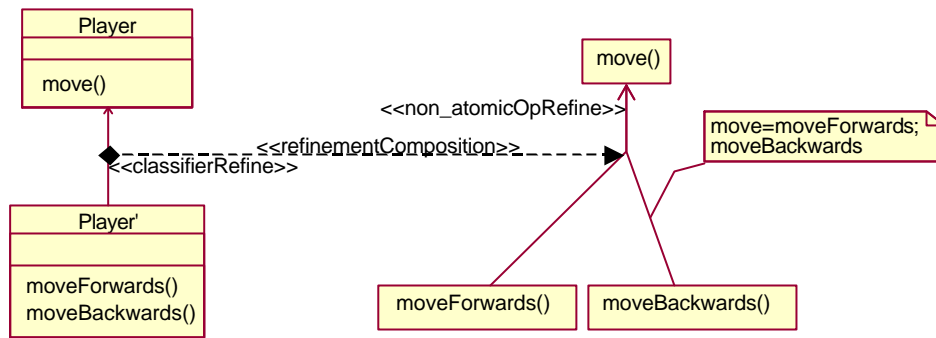 Player
move()
move()
<<non_atomicOpRefine>>
move=moveForwards;
moveBackwards
<<refinementComposition>>
<<classifierRefine>>
Player'
moveForwards()
moveBackwards()
moveForwards()
moveBackwards()